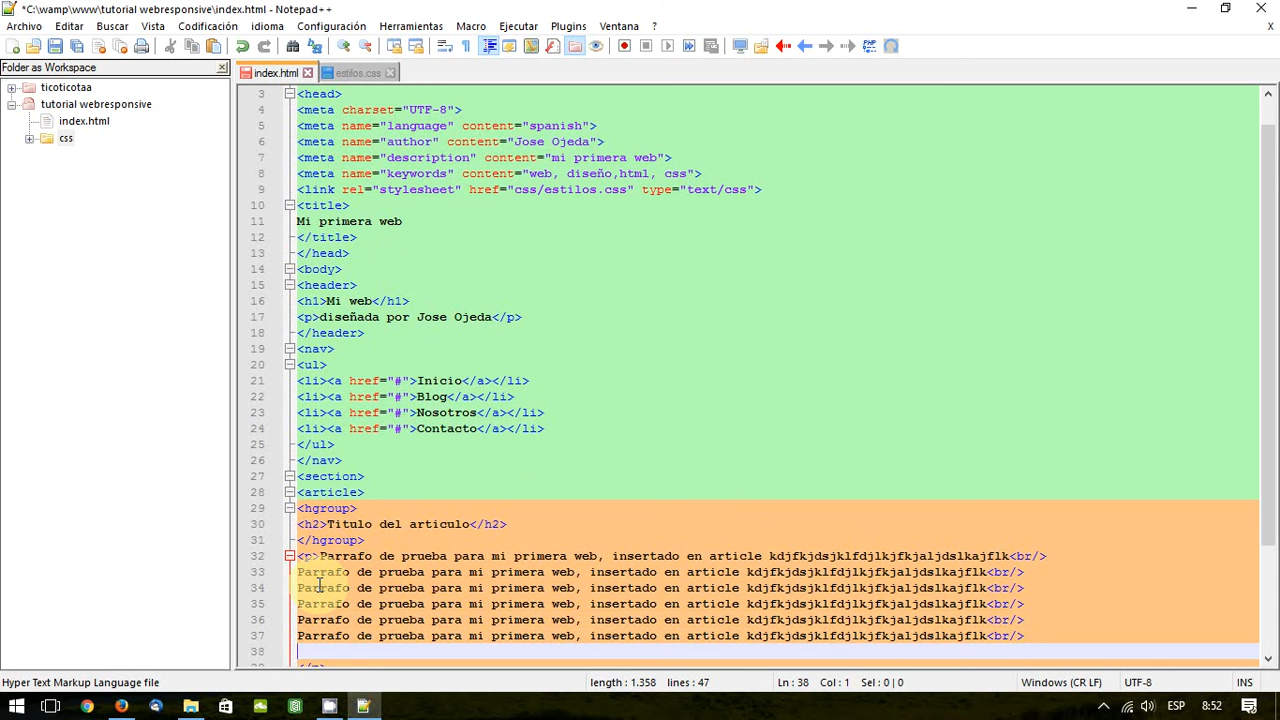 *C:\wamp\www\tutorial webresponsive\index.html - Notepad++
Archivo Editar Buscar Vista Codificación idioma Configuración Herramientas Macro Ejecutar Plugins Ventana ? X
Folder as Workspace
index.html estilos.css
ticoticotaa
tutorial webresponsive
index.html
css
3 <head>
4 <meta charset="UTF-8">
5 <meta name="language" content="spanish">
6 <meta name="author" content="Jose Ojeda">
7 <meta name="description" content="mi primera web">
8 <meta name="keywords" content="web, diseño,html, css">
9 <link rel="stylesheet" href="css/estilos.css" type="text/css">
10 <title>
11 Mi primera web
12 </title>
13 </head>
14 <body>
15 <header>
16 <h1>Mi web</h1>
17 <p>diseñada por Jose Ojeda</p>
18 </header>
19 <nav>
20 <ul>
21 <li><a href="#">Inicio</a></li>
22 <li><a href="#">Blog</a></li>
23 <li><a href="#">Nosotros</a></li>
24 <li><a href="#">Contacto</a></li>
25 </ul>
26 </nav>
27 <section>
28 <article>
29 <hgroup>
30 <h2>Titulo del articulo</h2>
31 </hgroup>
32 <p>Parrafo de prueba para mi primera web, insertado en article kdjfkjdsjklfdjlkjfkjaljdslkajflk<br/>
33 Parrafo de prueba para mi primera web, insertado en article kdjfkjdsjklfdjlkjfkjaljdslkajflk<br/>
34 Parrafo de prueba para mi primera web, insertado en article kdjfkjdsjklfdjlkjfkjaljdslkajflk<br/>
35 Parrafo de prueba para mi primera web, insertado en article kdjfkjdsjklfdjlkjfkjaljdslkajflk<br/>
36 Parrafo de prueba para mi primera web, insertado en article kdjfkjdsjklfdjlkjfkjaljdslkajflk<br/>
37 Parrafo de prueba para mi primera web, insertado en article kdjfkjdsjklfdjlkjfkjaljdslkajflk<br/>
38
Hyper Text Markup Language file length : 1.358 lines : 47 Ln : 38 Col : 1 Sel : 0 | 0 Windows (CR LF) UTF-8 INS
ESP 8:52